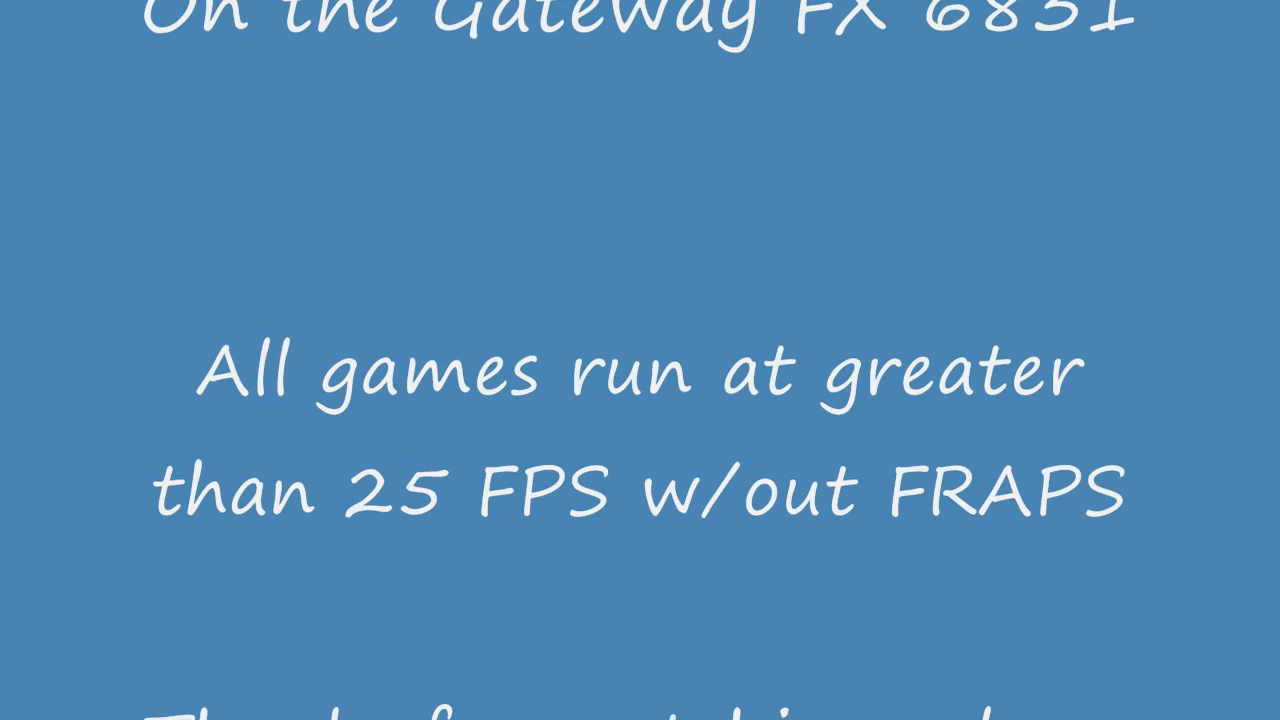 On the Gateway FX 6831
All games run at greater
than 25 FPS w/out FRAPS